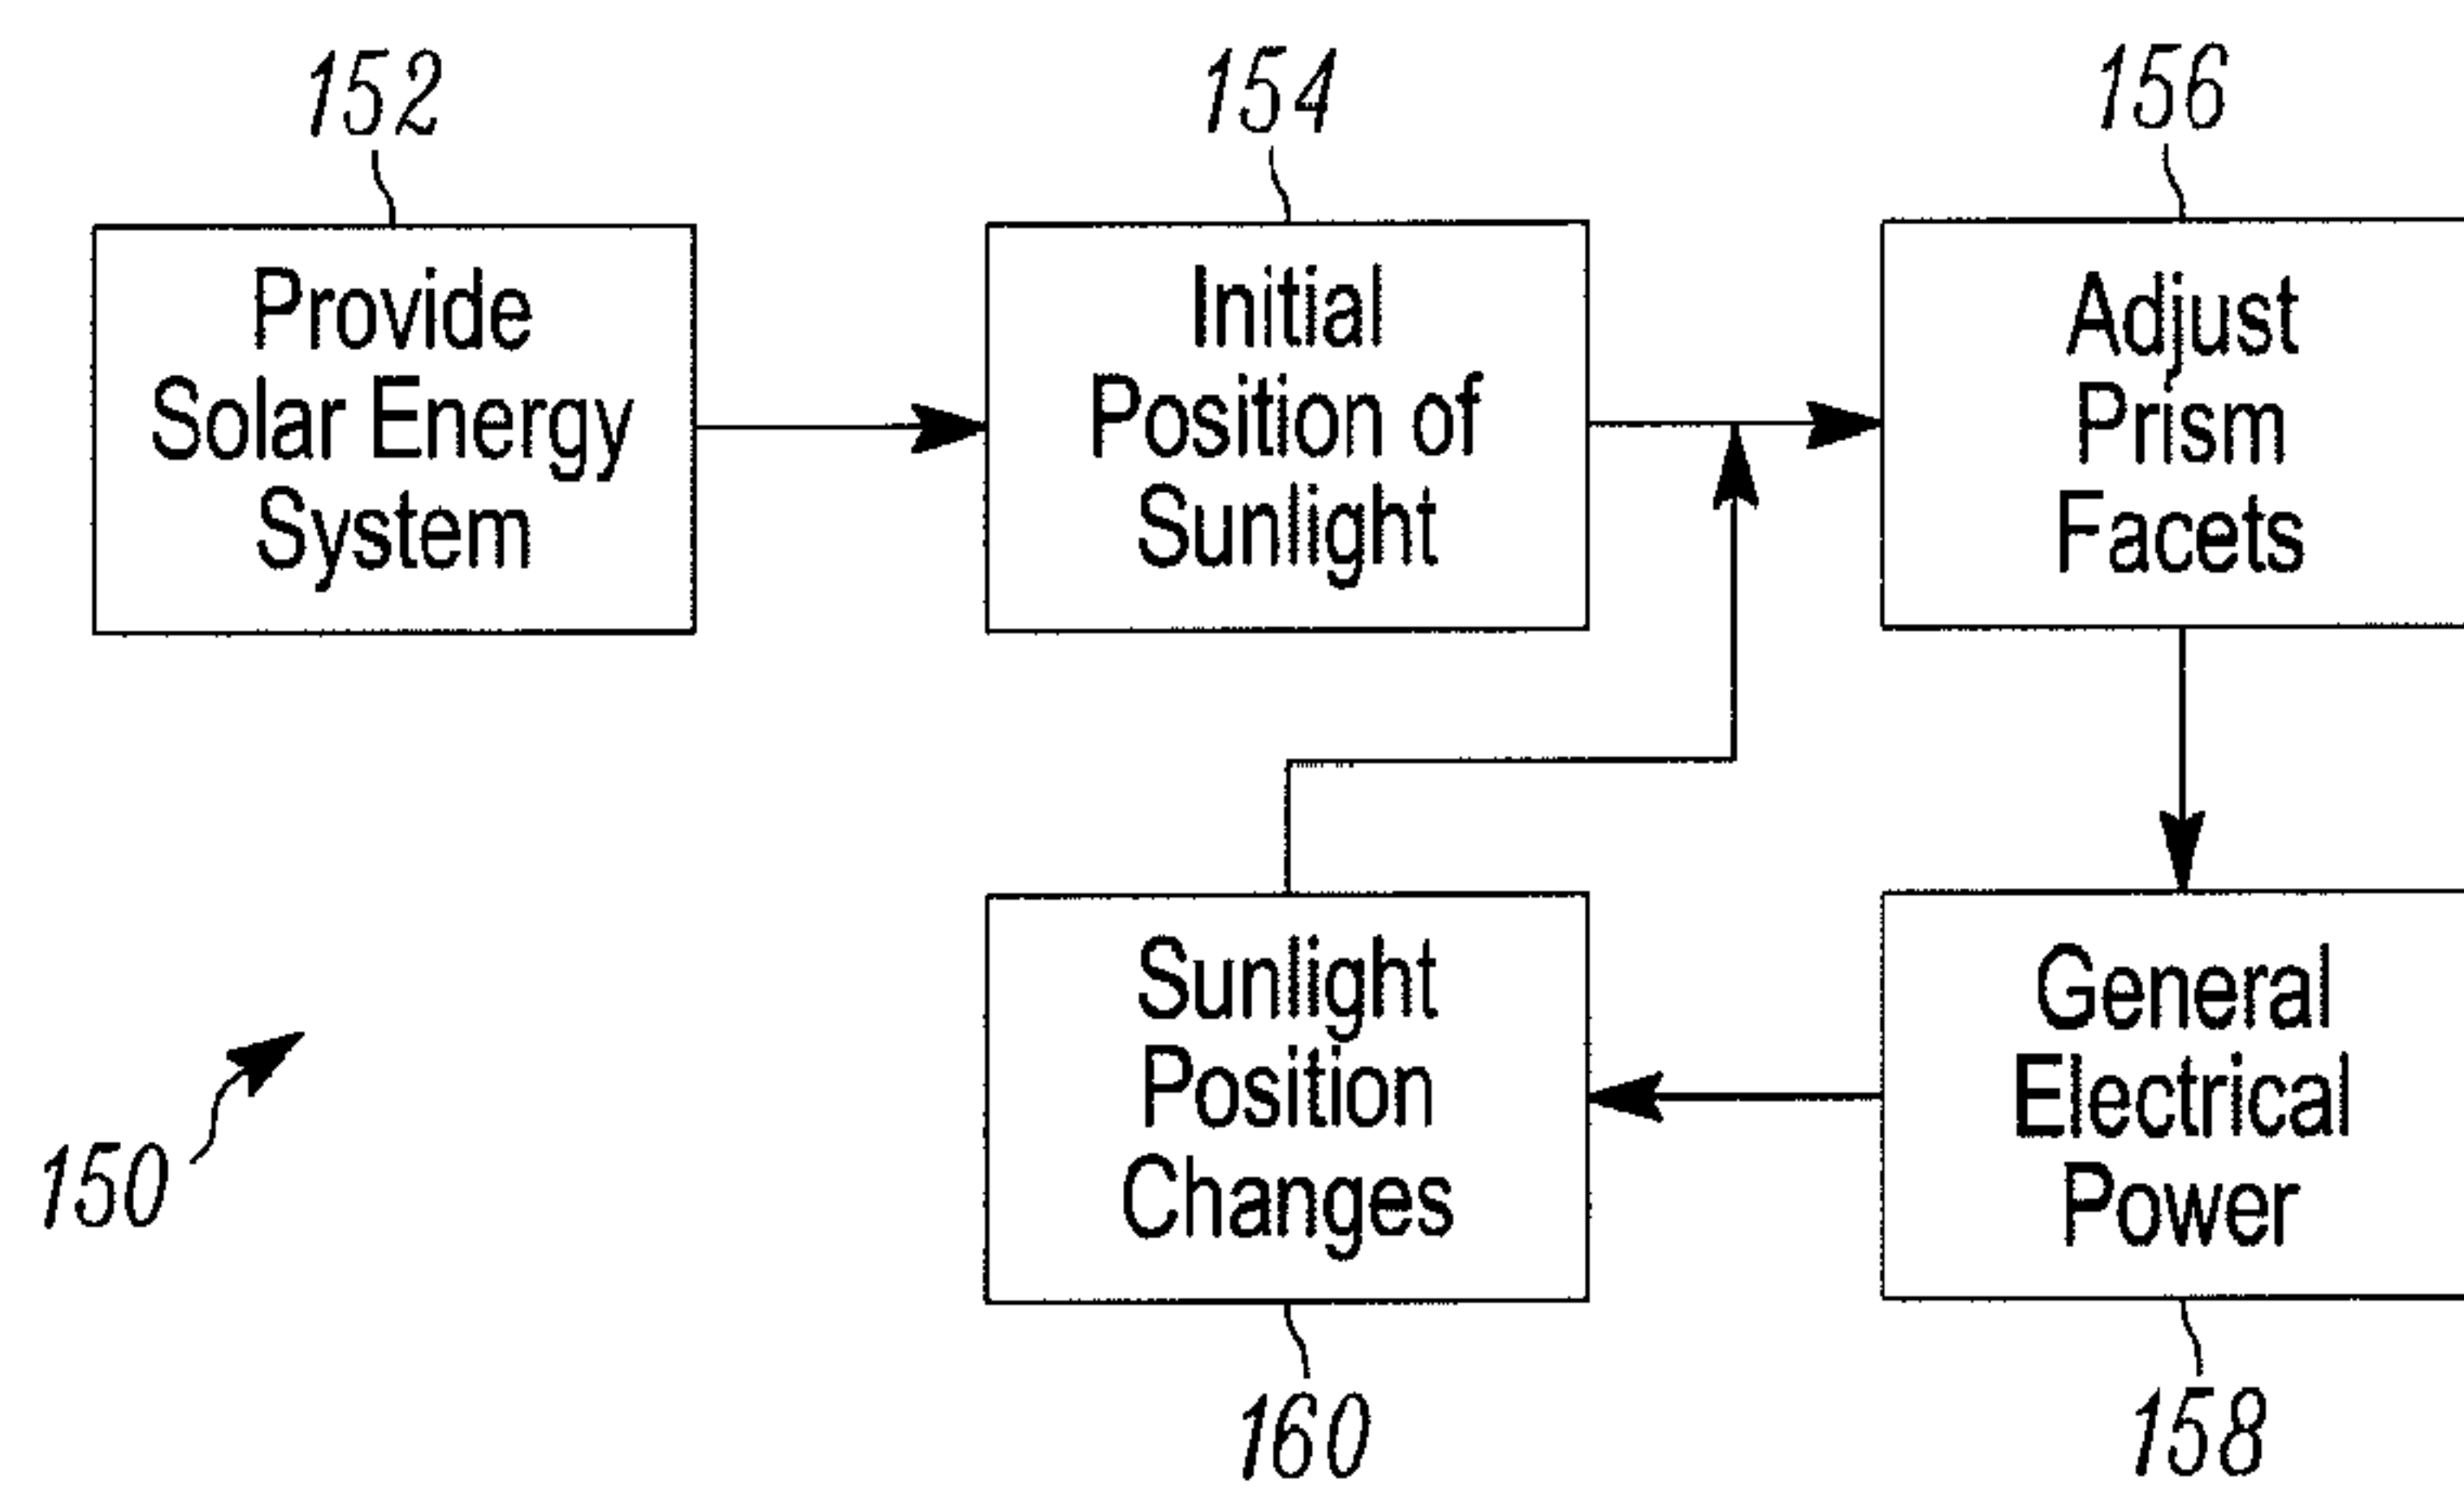 152
Provide
Solar Energy
System
154
Initial
Position of
Sunlight
156
Adjust
Prism
Facets
General
Electrical
Power
158
Sunlight
Position
Changes
160
150